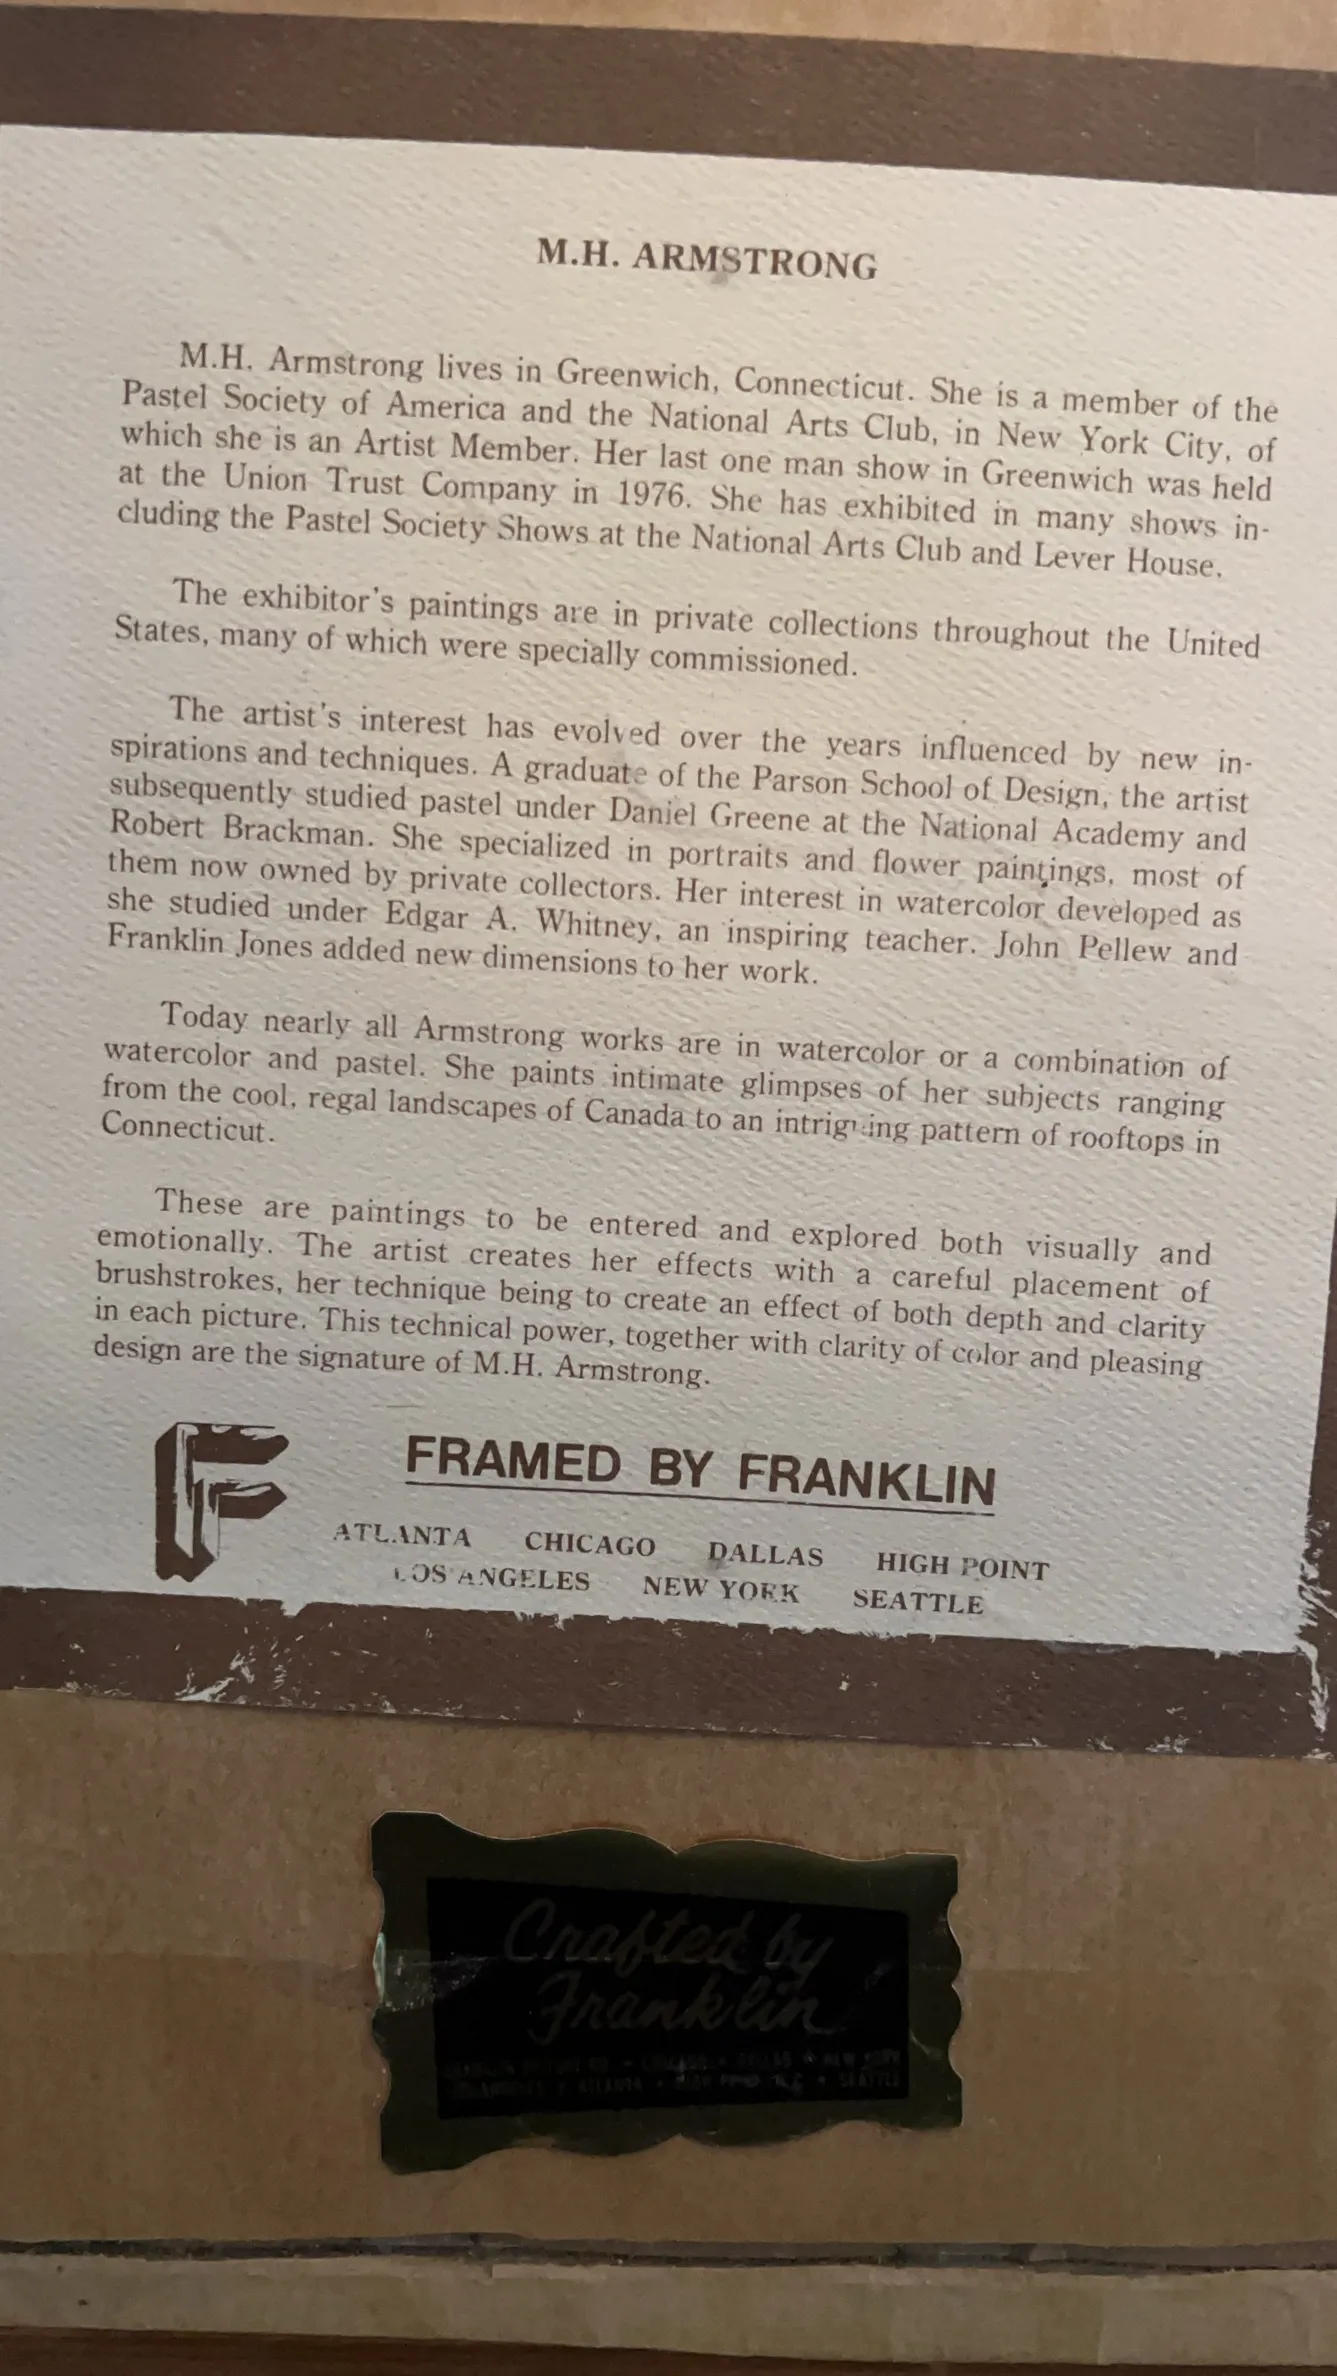 M.H. ARMSTRONG
M.H. Armstrong lives in Greenwich, Connecticut. She is a member of the
Pastel Society of America and the National Arts Club, in New York City, of
which she is an Artist Member. Her last one man show in Greenwich was held
at the Union Trust Company in 1976. She has exhibited in many shows in-
cluding the Pastel Society Shows at the National Arts Club and Lever House.
The exhibitor's paintings are in private collections throughout the United
States, many of which were specially commissioned.
The artist's interest has evolved over the years influenced by new in-
spirations and techniques. A graduate of the Parson School of Design, the artist
subsequently studied pastel under Daniel Greene at the National Academy and
Robert Brackman. She specialized in portraits and flower paintings, most of
them now owned by private collectors. Her interest in watercolor developed as
she studied under Edgar A. Whitney, an inspiring teacher. John Pellew and
Franklin Jones added new dimensions to her work.
Today nearly all Armstrong works are in watercolor or a combination of
watercolor and pastel. She paints intimate glimpses of her subjects ranging
from the cool, regal landscapes of Canada to an intriguing pattern of rooftops in
Connecticut.
These are paintings to be entered and explored both visually and
emotionally. The artist creates her effects with a careful placement of
brushstrokes, her technique being to create an effect of both depth and clarity
in each picture. This technical power, together with clarity of color and pleasing
design are the signature of M.H. Armstrong.
FRAMED BY FRANKLIN
ATLANTA CHICAGO DALLAS HIGH POINT
LOS ANGELES NEW YORK SEATTLE
Crafted by
Franklin
CHICAGO • DALLAS • NEW YORK
ATLANTA • HIGH • SEATTLE